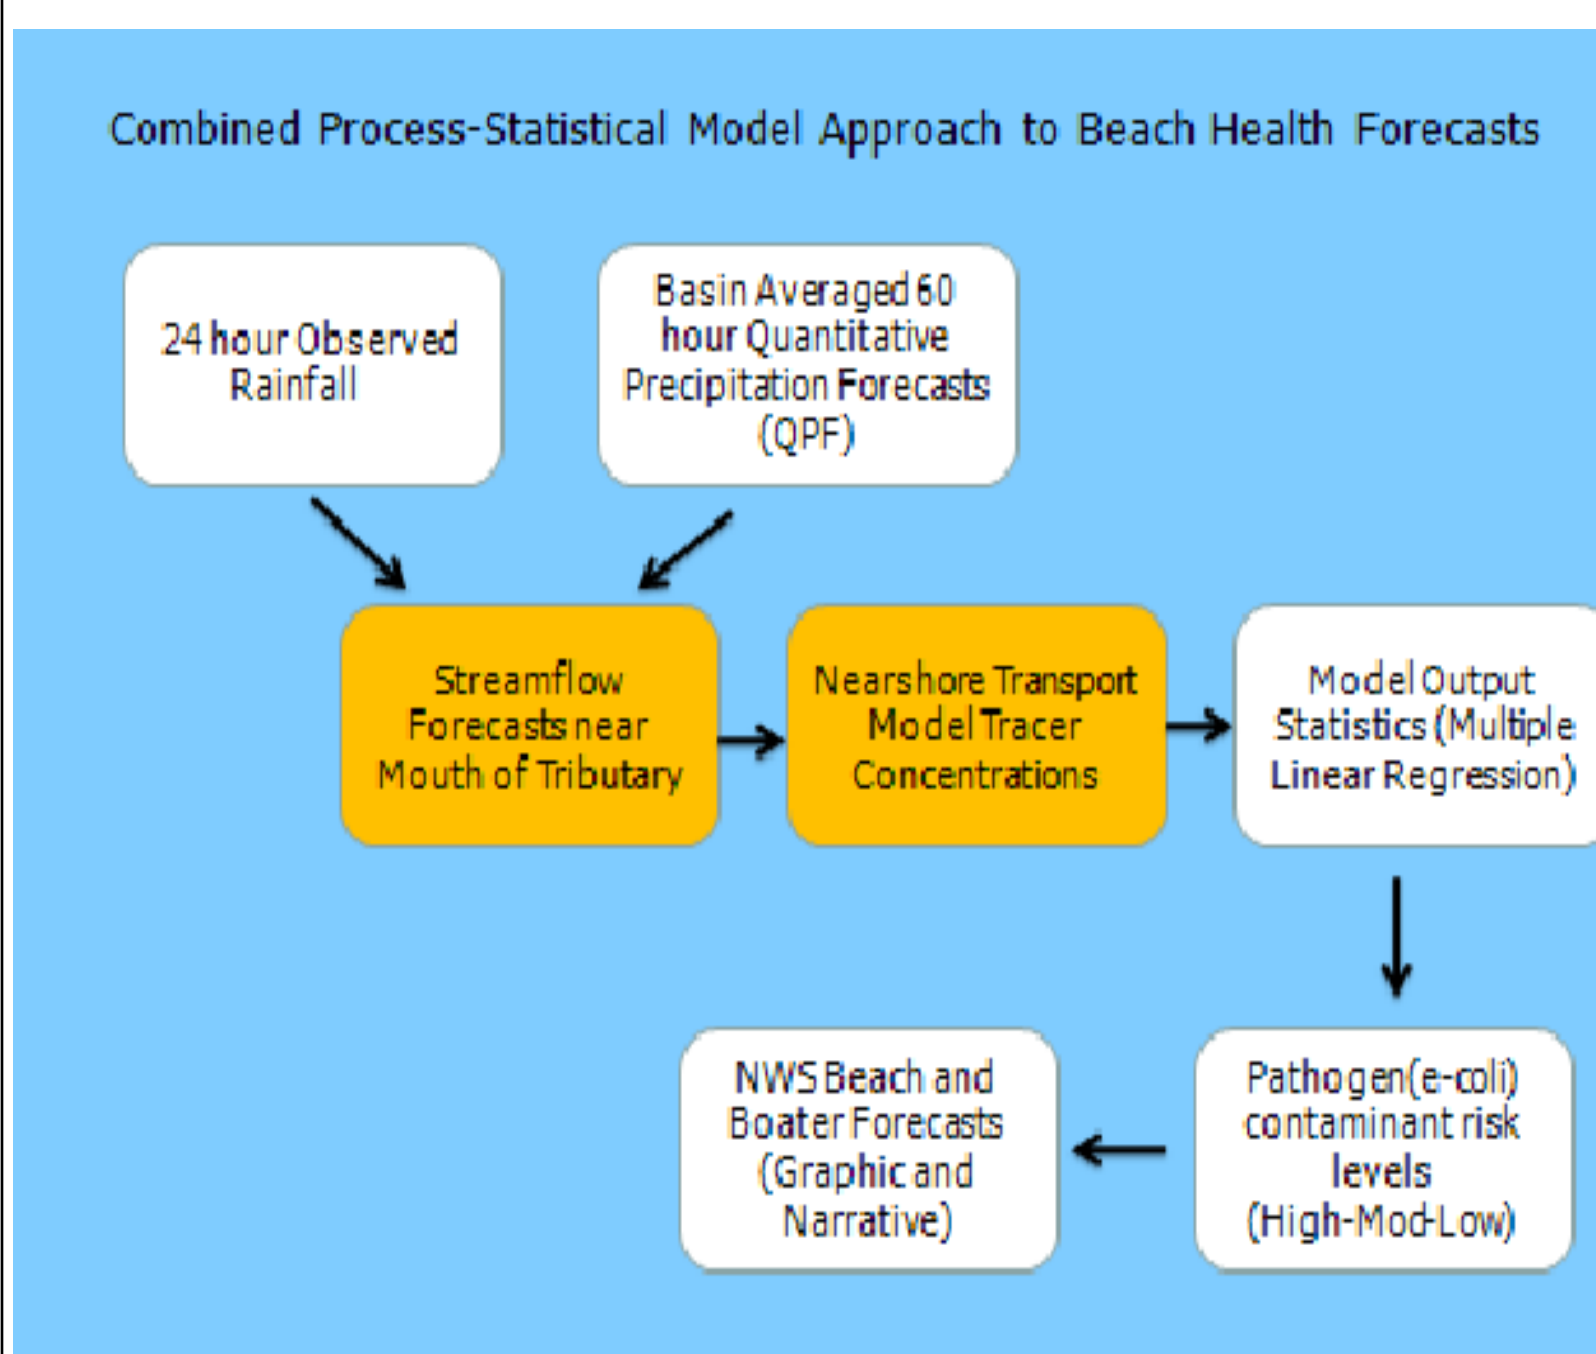 Combined Process-Statistical Model Approach to Beach Health Forecasts
24 hour Observed
Rainfall
Basin Averaged 60
hour Quantitative
Precipitation Forecasts
(QPF)
Streamflow
Forecasts near
Mouth of Tributary
Nearshore Transport
Model Tracer
Concentrations
Model Output
Statistics (Multiple
Linear Regression)
Pathogen(e-coli)
contaminant risk
levels
(High-Mod-Low)
NWS Beach and
Boater Forecasts
(Graphic and
Narrative)